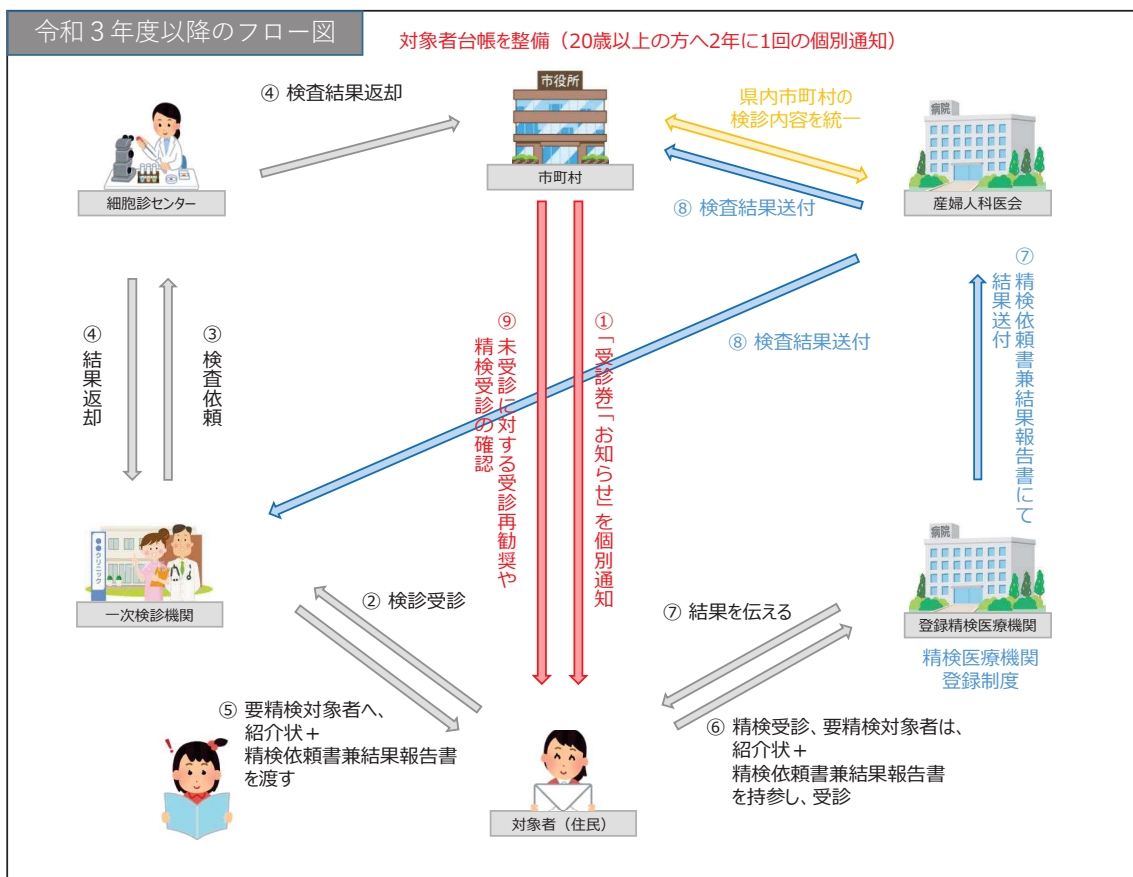 令和３年度以降のフロー図
対象者台帳を整備（20歳以上の方へ2年に1回の個別通知）
④ 検査結果返却
市役所
県内市町村の
検診内容を統一
病院
細胞診センター
市町村
産婦人科医会
⑧ 検査結果送付
④ 結果返却
③ 検査依頼
⑨ 未受診に対する受診再勧奨や
精検受診の確認
①「受診券」「お知らせ」を個別通知
⑧ 検査結果送付
⑦ 精検依頼書兼結果報告書にて
結果送付
●●クリニック
一次検診機関
病院
登録精検医療機関
精検医療機関
登録制度
② 検診受診
⑦ 結果を伝える
⑤ 要精検対象者へ、
紹介状＋
精検依頼書兼結果報告書
を渡す
⑥ 精検受診、要精検対象者は、
紹介状＋
精検依頼書兼結果報告書
を持参し、受診
対象者（住民）